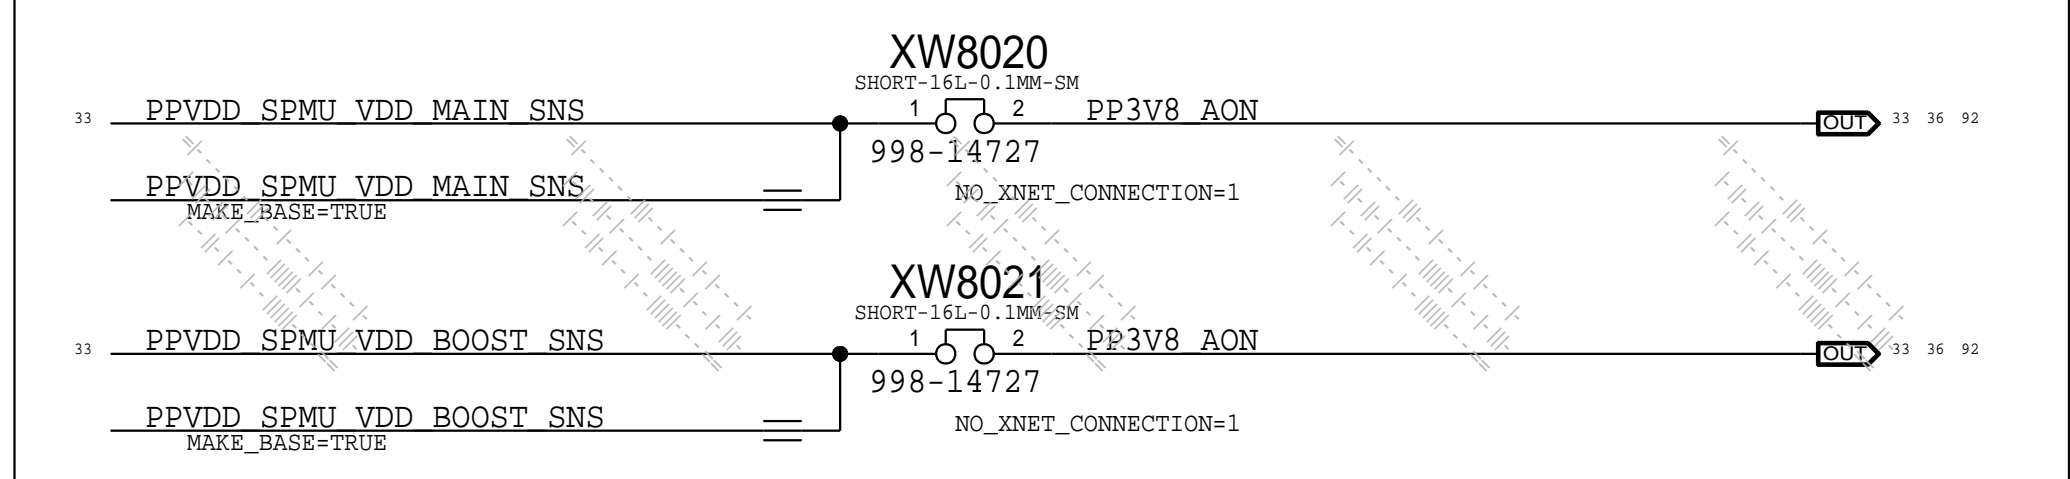 XW8020
SHORT-16L-0.1MM-SM
33 PPVDD_SPMU_VDD_MAIN_SNS 1 2 PP3V8_AON OUT 33 36 92
998-14727
PPVDD_SPMU_VDD_MAIN_SNS NO_XNET_CONNECTION=1
MAKE_BASE=TRUE
XW8021
SHORT-16L-0.1MM-SM
33 PPVDD_SPMU_VDD_BOOST_SNS 1 2 PP3V8_AON OUT 33 36 92
998-14727
PPVDD_SPMU_VDD_BOOST_SNS NO_XNET_CONNECTION=1
MAKE_BASE=TRUE